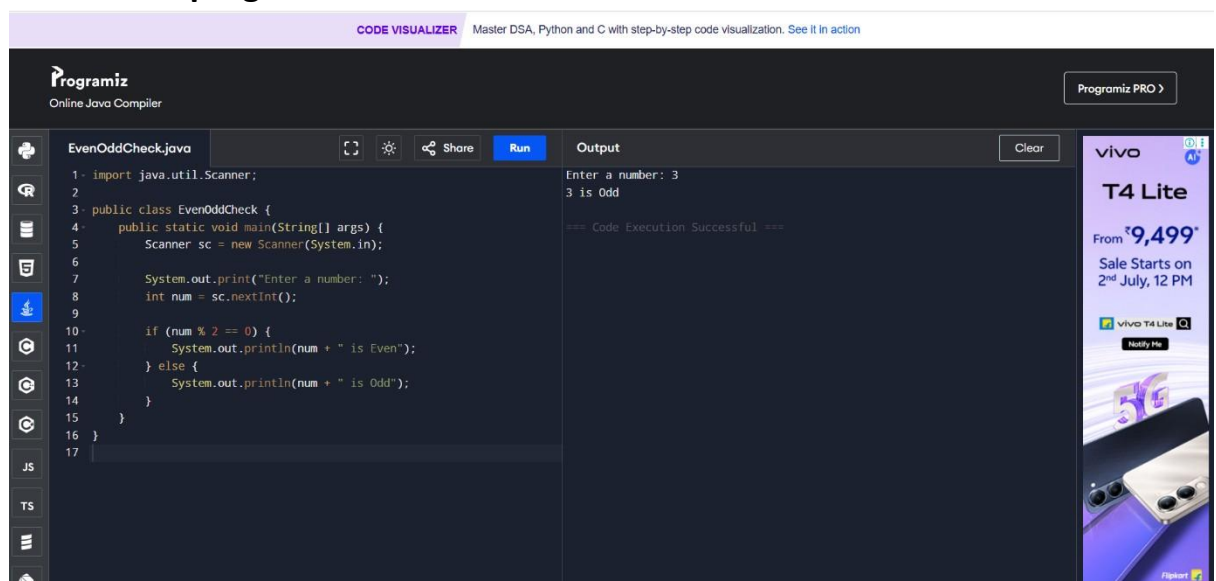 CODE VISUALIZER Master DSA, Python and C with step-by-step code visualization. See it in action
Programiz
Online Java Compiler
Programiz PRO >
EvenOddCheck.java
Share
Run
Output
Clear
1 import java.util.Scanner;
2
3 public class EvenOddCheck {
4     public static void main(String[] args) {
5         Scanner sc = new Scanner(System.in);
6
7         System.out.print("Enter a number: ");
8         int num = sc.nextInt();
9
10         if (num % 2 == 0) {
11             System.out.println(num + " is Even");
12         } else {
13             System.out.println(num + " is Odd");
14         }
15     }
16 }
17
Enter a number: 3
3 is Odd
=== Code Execution Successful ===
JS
TS
vivo
AI
T4 Lite
From ₹9,499*
Sale Starts on
2nd July, 12 PM
vivo T4 Lite
Notify Me
5G
Flipkart